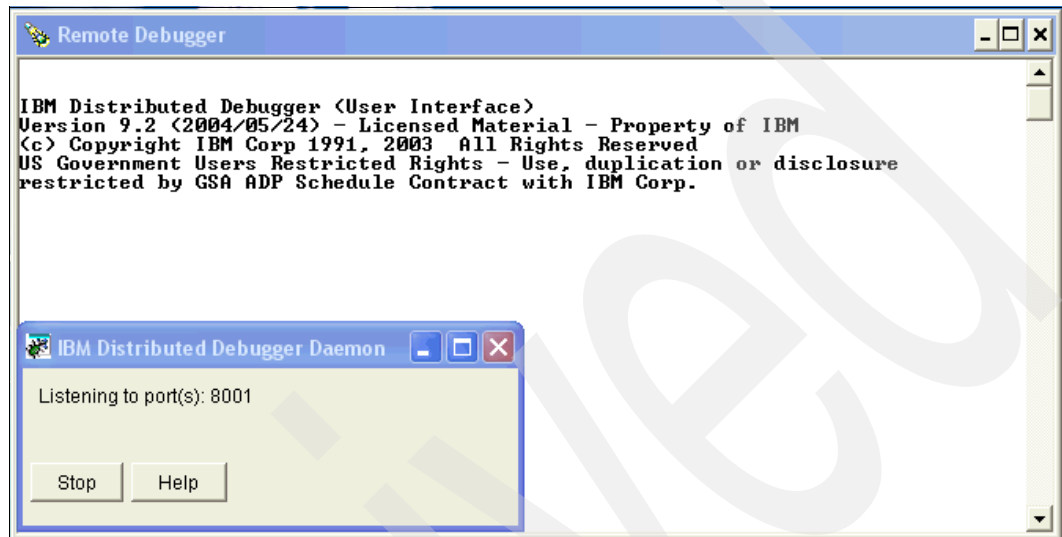 Remote Debugger
IBM Distributed Debugger (User Interface)
Version 9.2 (2004/05/24) - Licensed Material - Property of IBM
(c) Copyright IBM Corp 1991, 2003  All Rights Reserved
US Government Users Restricted Rights - Use, duplication or disclosure
restricted by GSA ADP Schedule Contract with IBM Corp.
IBM Distributed Debugger Daemon
Listening to port(s): 8001
Stop Help